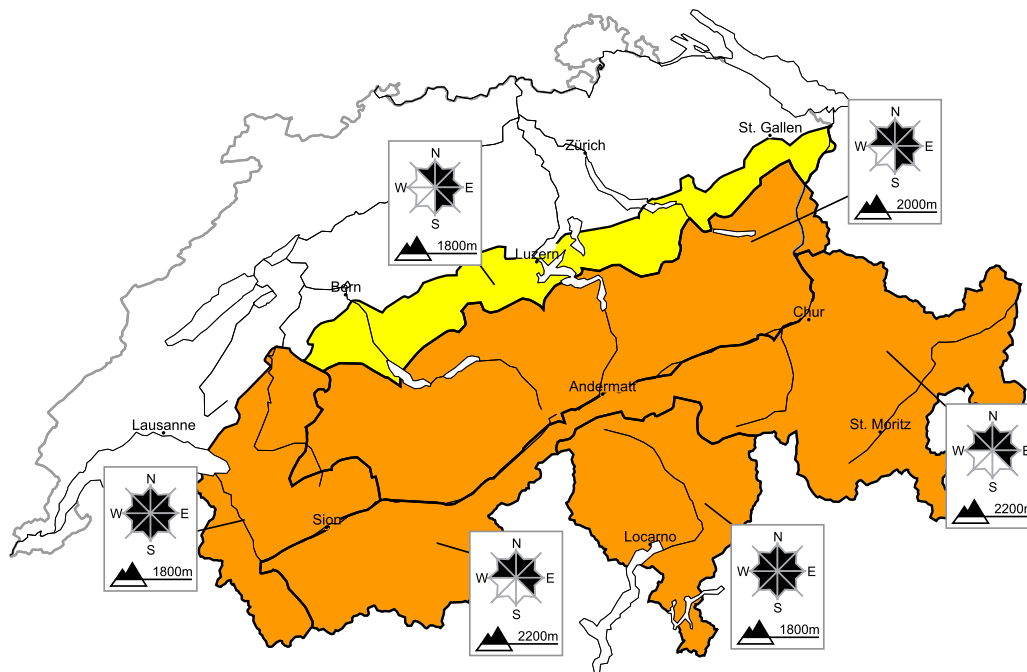 N
W E
S
2000m
St. Gallen
Zürich
N
W E
S
1800m
Luzern
Bern
Chur
Andermatt
St. Moritz
Lausanne
N
W E
S
2200m
N
W E
S
1800m
Sion
Locarno
N
W E
S
2200m
N
W E
S
1800m